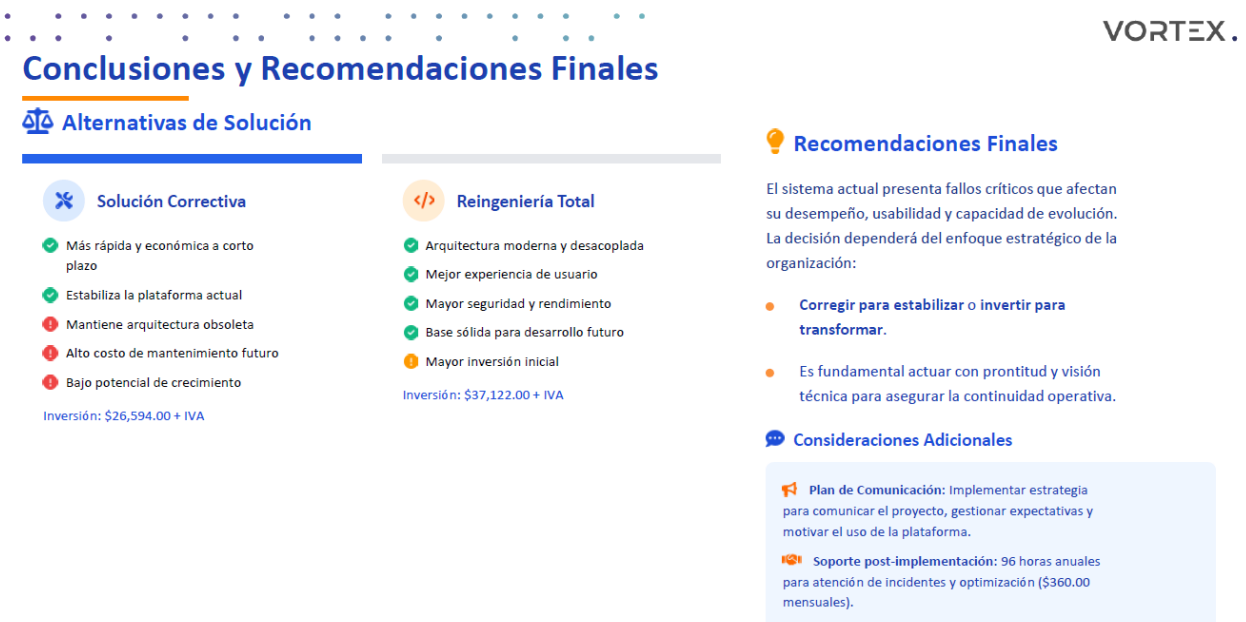 VORTEX.
Conclusiones y Recomendaciones Finales
Alternativas de Solución
Solución Correctiva
Más rápida y económica a corto
plazo
Estabiliza la plataforma actual
Mantiene arquitectura obsoleta
Alto costo de mantenimiento futuro
Bajo potencial de crecimiento
Inversión: $26,594.00 + IVA
Reingeniería Total
Arquitectura moderna y desacoplada
Mejor experiencia de usuario
Mayor seguridad y rendimiento
Base sólida para desarrollo futuro
Mayor inversión inicial
Inversión: $37,122.00 + IVA
Recomendaciones Finales
El sistema actual presenta fallos críticos que afectan
su desempeño, usabilidad y capacidad de evolución.
La decisión dependerá del enfoque estratégico de la
organización:
Corregir para estabilizar o invertir para
transformar.
Es fundamental actuar con prontitud y visión
técnica para asegurar la continuidad operativa.
Consideraciones Adicionales
Plan de Comunicación: Implementar estrategia
para comunicar el proyecto, gestionar expectativas y
motivar el uso de la plataforma.
Soporte post-implementación: 96 horas anuales
para atención de incidentes y optimización ($360.00
mensuales).